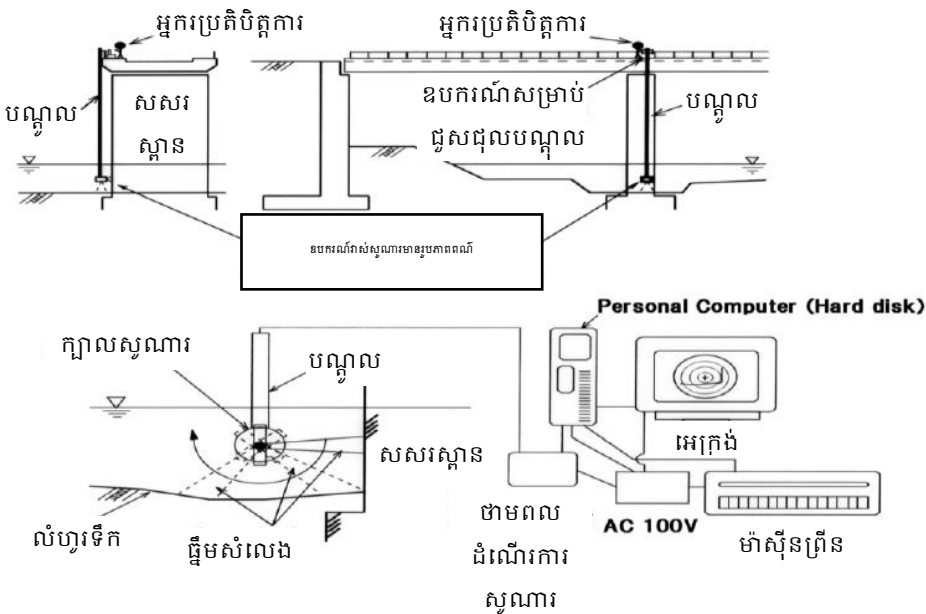 អ្នករប្រតិបិត្តការ
អ្នករប្រតិបិត្តការ
បណ្តូល
សសរ
ស្ពាន
ឧបករណ៍សម្រាប់
ជួសជុលបណ្តុល
បណ្តូល
ឧបករណ៍វាស់សូណារមានរូបភាពពណ៍
Personal Computer (Hard disk)
ក្បាលសូណារ
បណ្តូល
សសរស្ពាន
អេក្រង់
លំហូរទឹក
ធ្នឹមសំលេង
ថាមពល
ដំណើរការ
សូណារ
AC 100V
ម៉ាស៊ីនព្រីន